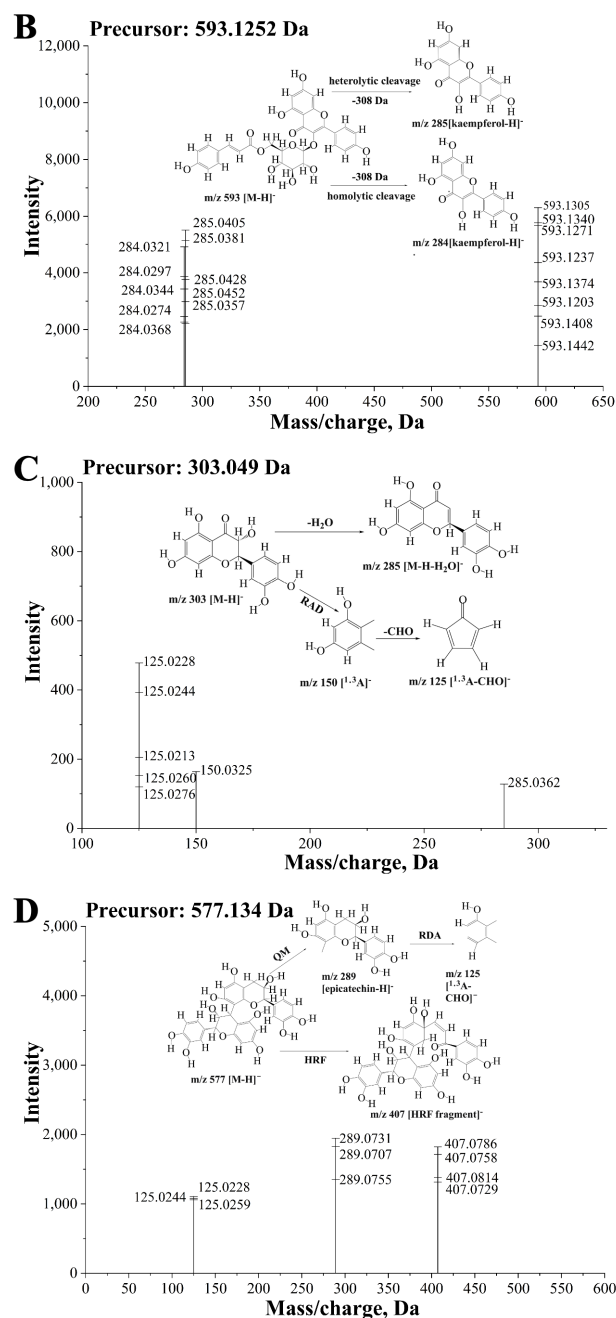 B
Precursor: 593.1252 Da
heterolytic cleavage
-308 Da
m/z 285[kaempferol-H]-
m/z 593 [M-H]-
-308 Da
homolytic cleavage
m/z 284[kaempferol-H]-
Intensity
12,000
10,000
8,000
6,000
4,000
2,000
0
285.0405
285.0381
284.0321
284.0297
285.0428
284.0344
285.0452
284.0274
285.0357
284.0368
593.1305
593.1340
593.1271
593.1237
593.1374
593.1203
593.1408
593.1442
200 250 300 350 400 450 500 550 600 650
Mass/charge, Da
C
Precursor: 303.049 Da
-H2O
m/z 285 [M-H-H2O]-
m/z 303 [M-H]-
RAD
-CHO
m/z 150 [1.3A]-
m/z 125 [1.3A-CHO]-
Intensity
1,000
800
600
400
200
0
125.0228
125.0244
125.0213
125.0260
125.0276
150.0325
285.0362
100 150 200 250 300
Mass/charge, Da
D
Precursor: 577.134 Da
QM
m/z 289
[epicatechin-H]-
RDA
m/z 125
[1.3A-
CHO]-
m/z 577 [M-H]-
HRF
m/z 407 [HRF fragment]-
Intensity
5,000
4,000
3,000
2,000
1,000
0
125.0244
125.0228
125.0259
289.0731
289.0707
289.0755
407.0786
407.0758
407.0814
407.0729
0 50 100 150 200 250 300 350 400 450 500 550 600
Mass/charge, Da